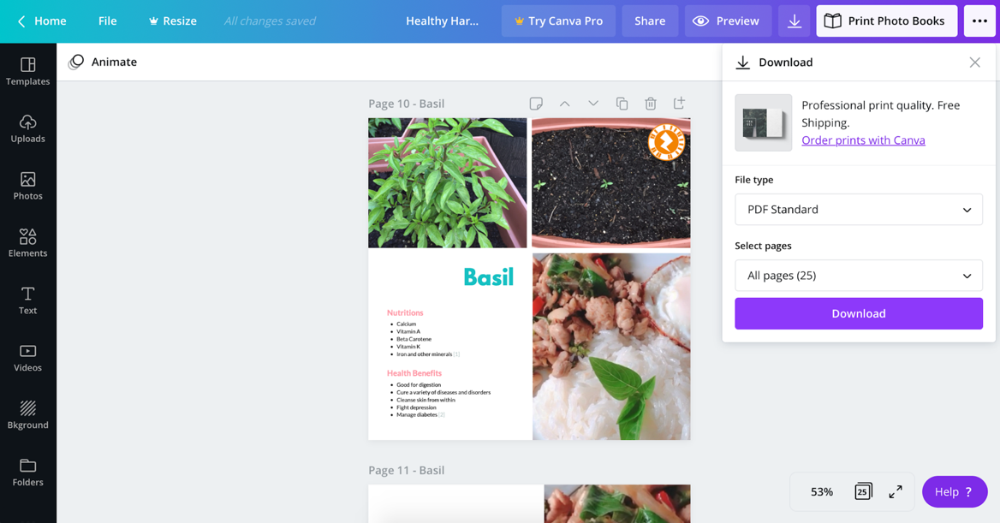 Home
File
Resize
All changes saved
Healthy Har...
Try Canva Pro
Share
Preview
Print Photo Books
Templates
Uploads
Photos
Elements
Text
Videos
Bkground
Folders
Animate
Page 10 - Basil
Basil
Nutritions
• Calcium
• Vitamin A
• Beta Carotene
• Vitamin K
• Iron and other minerals [1]
Health Benefits
• Good for digestion
• Cure a variety of diseases and disorders
• Cleanse skin from within
• Fight depression
• Manage diabetes [2]
Page 11 - Basil
Download
Professional print quality. Free
Shipping.
Order prints with Canva
File type
PDF Standard
Select pages
All pages (25)
Download
53%
25
Help ?